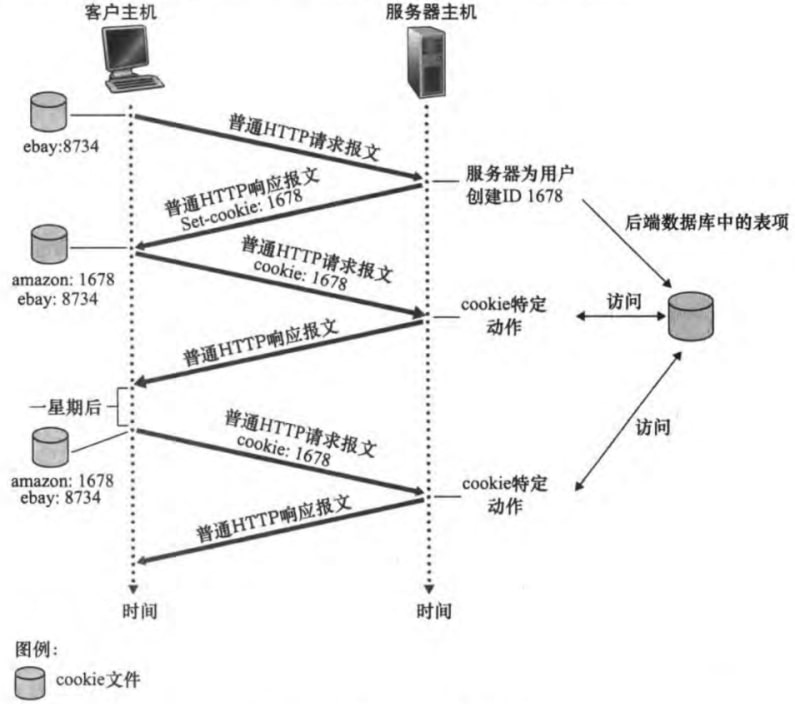 客户主机
服务器主机
ebay:8734
普通HTTP请求报文
服务器为用户
创建ID 1678
普通HTTP响应报文
Set-cookie: 1678
后端数据库中的表项
amazon: 1678
ebay: 8734
普通HTTP请求报文
cookie: 1678
cookie特定
动作
访问
普通HTTP响应报文
一星期后
普通HTTP请求报文
cookie: 1678
访问
amazon: 1678
ebay: 8734
cookie特定
动作
普通HTTP响应报文
时间
时间
图例：
cookie文件